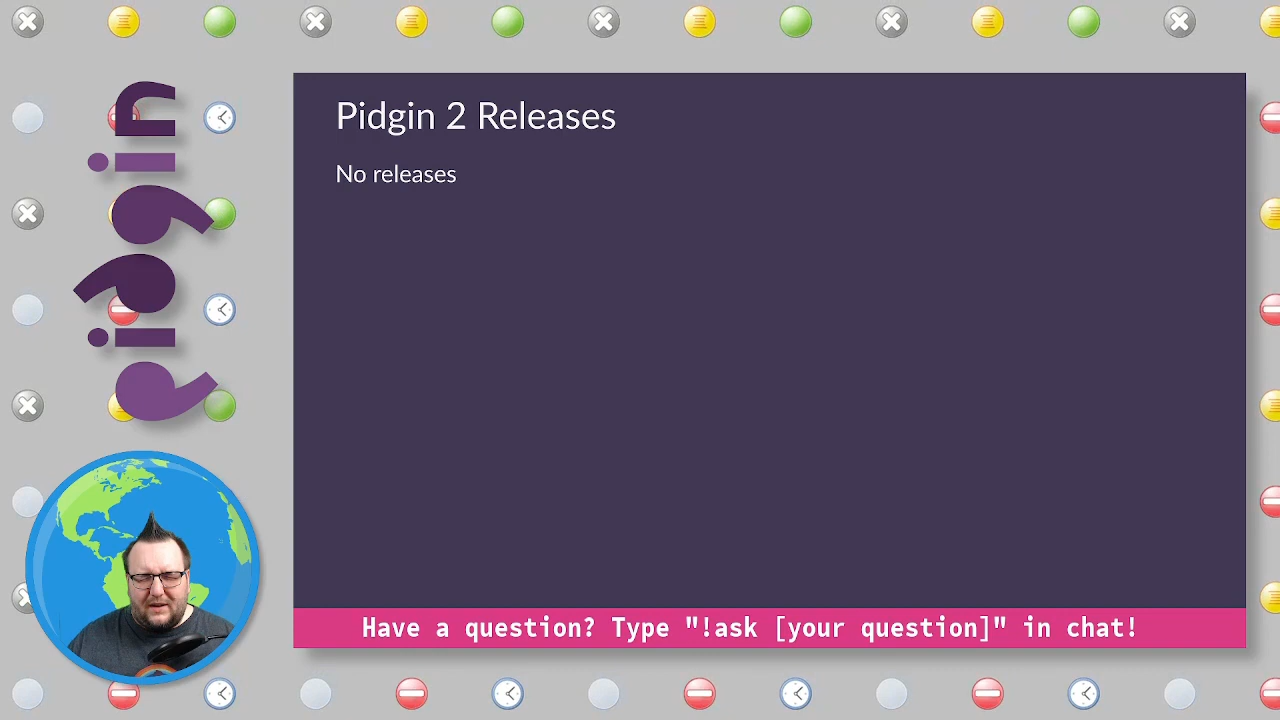 pidgin
Pidgin 2 Releases
No releases
Have a question? Type "!ask [your question]" in chat!